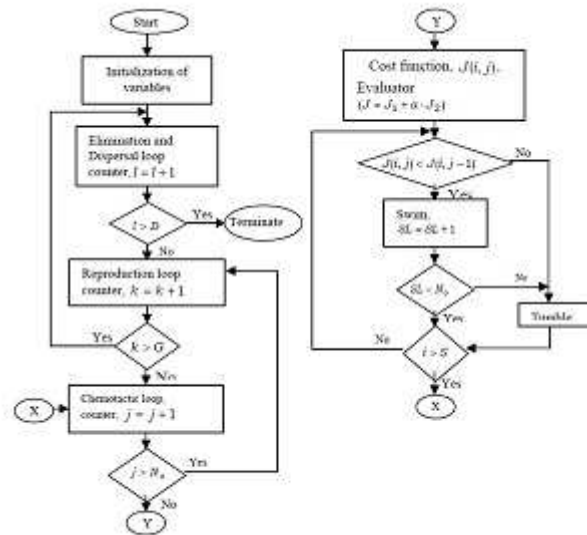 Start
Initialization of
variables
Elimination and
Dispersal loop
counter, l = l + 1
l > D
Yes
Terminate
No
Reproduction loop
counter, k = k + 1
Yes
k > G
No
X
Chemotactic loop
counter, j = j + 1
j > N
Yes
No
Y
Y
Cost function, J(i, j),
Evaluator
(J = J₁ + α · J₂)
J(i, j) < J(i, j − 1)
No
Yes
Swim,
SL = SL + 1
No
Yes
Tumble
i > S
No
Yes
X